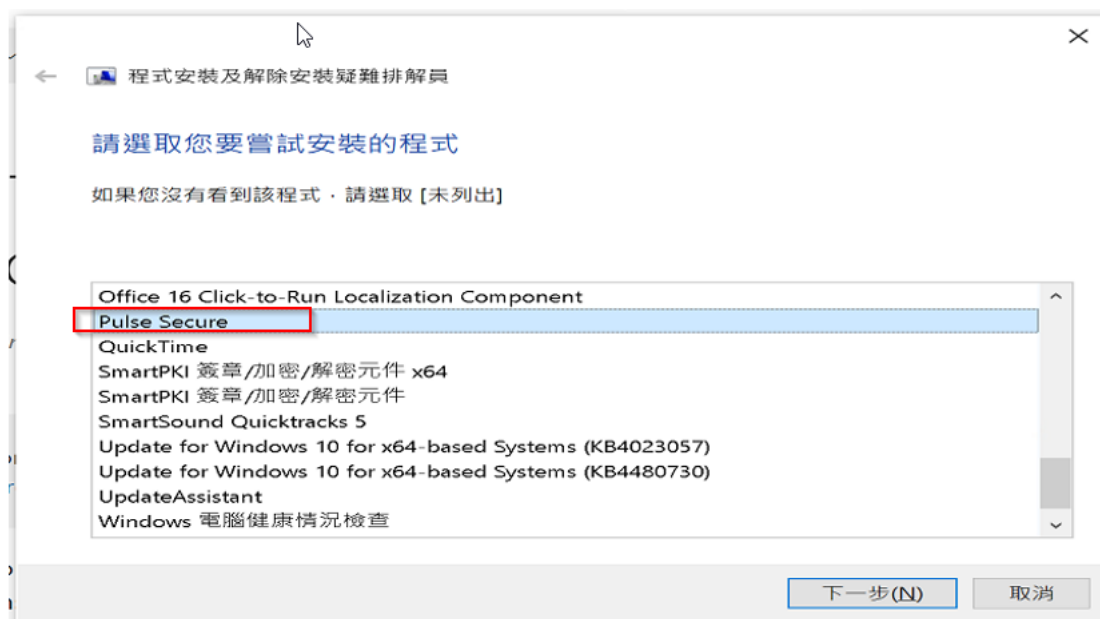 程式安裝及解除安裝疑難排解員
請選取您要嘗試安裝的程式
如果您沒有看到該程式，請選取 [未列出]
Office 16 Click-to-Run Localization Component
Pulse Secure
QuickTime
SmartPKI 簽章/加密/解密元件 x64
SmartPKI 簽章/加密/解密元件
SmartSound Quicktracks 5
Update for Windows 10 for x64-based Systems (KB4023057)
Update for Windows 10 for x64-based Systems (KB4480730)
UpdateAssistant
Windows 電腦健康情況檢查
下一步(N)
取消